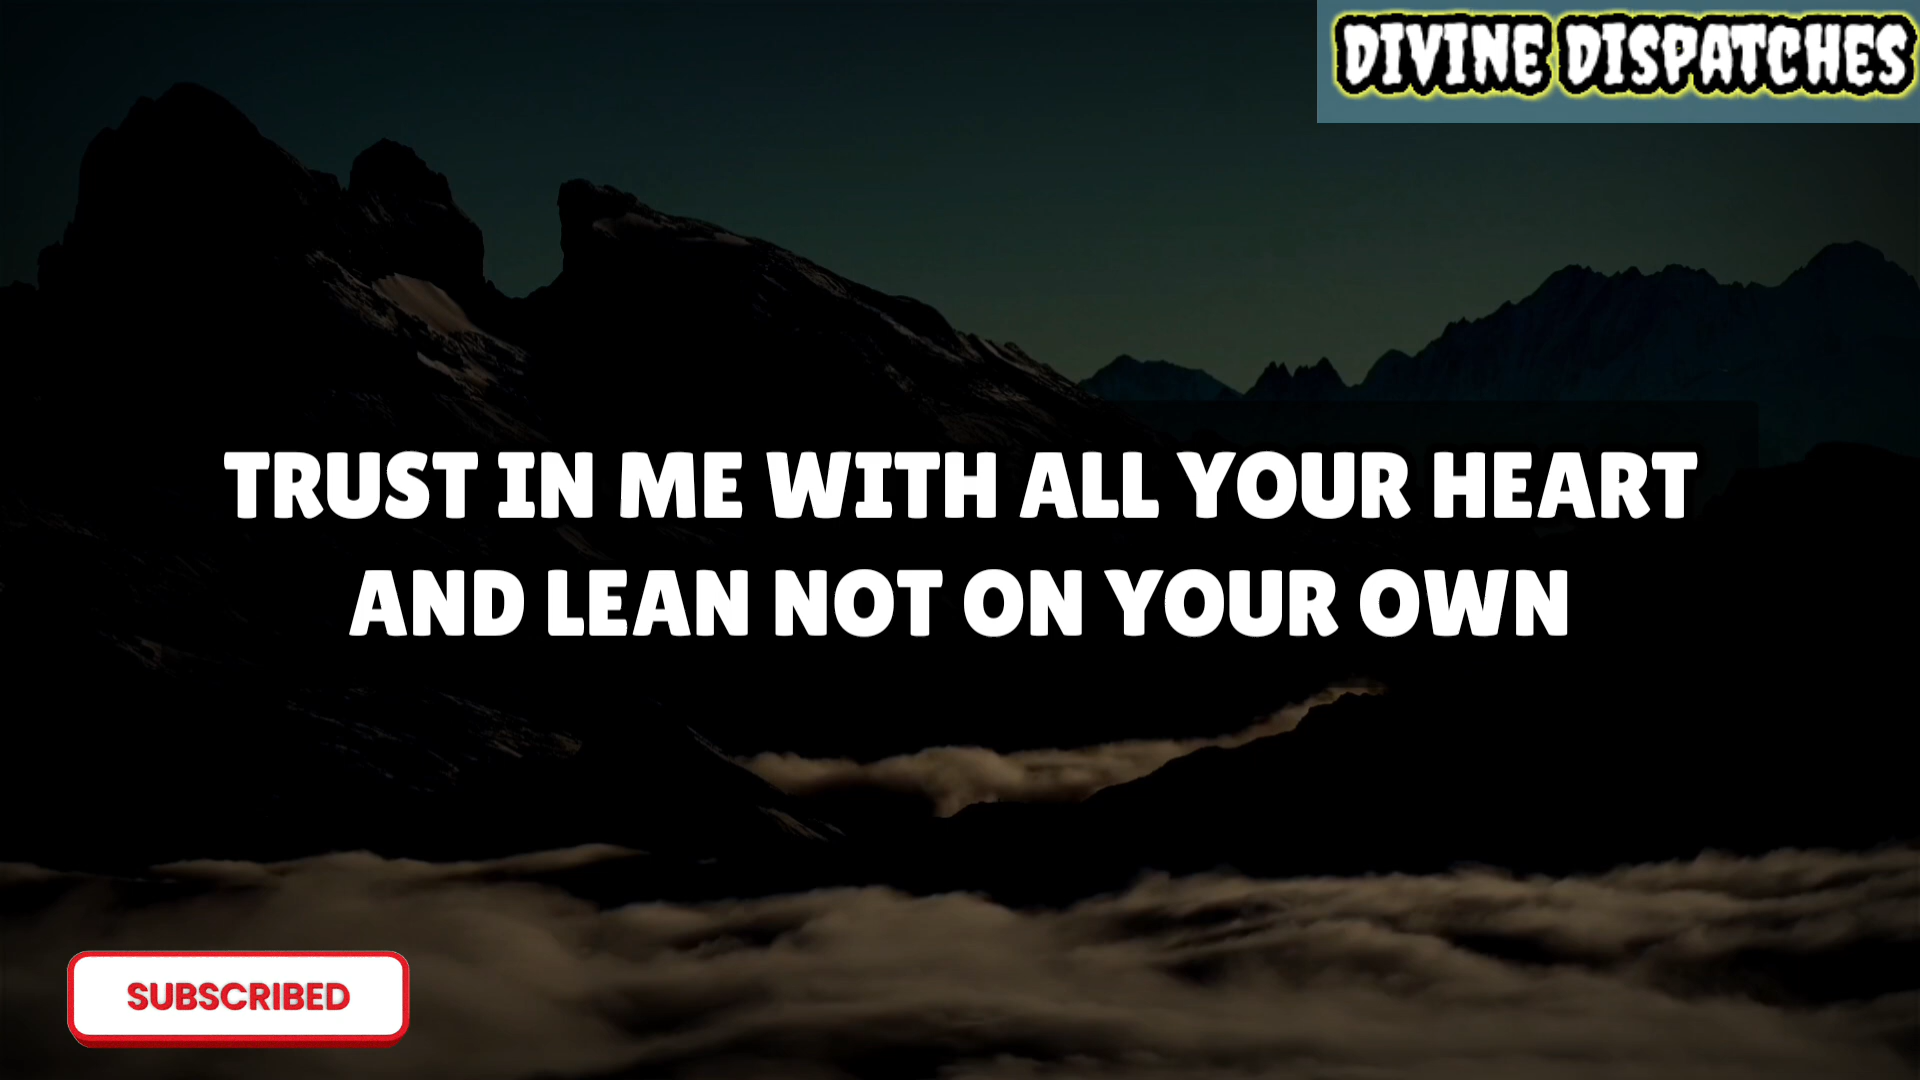 DIVINE DISPATCHES
TRUST IN ME WITH ALL YOUR HEART
AND LEAN NOT ON YOUR OWN
SUBSCRIBED